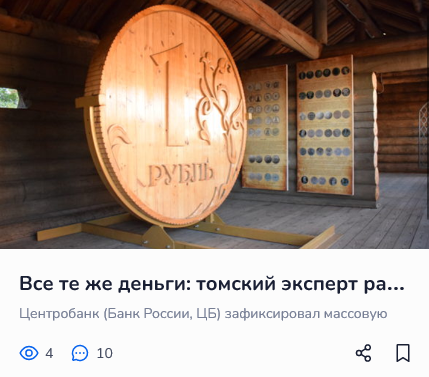 1
РУБЛЬ
Все те же деньги: томский эксперт ра...
Центробанк (Банк России, ЦБ) зафиксировал массовую
4
10